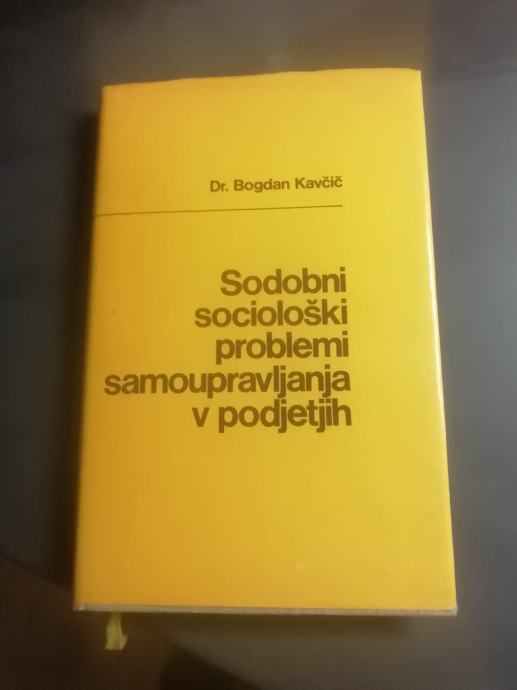 Dr. Bogdan Kavčič
Sodobni
sociološki
problemi
samoupravljanja
v podjetjih